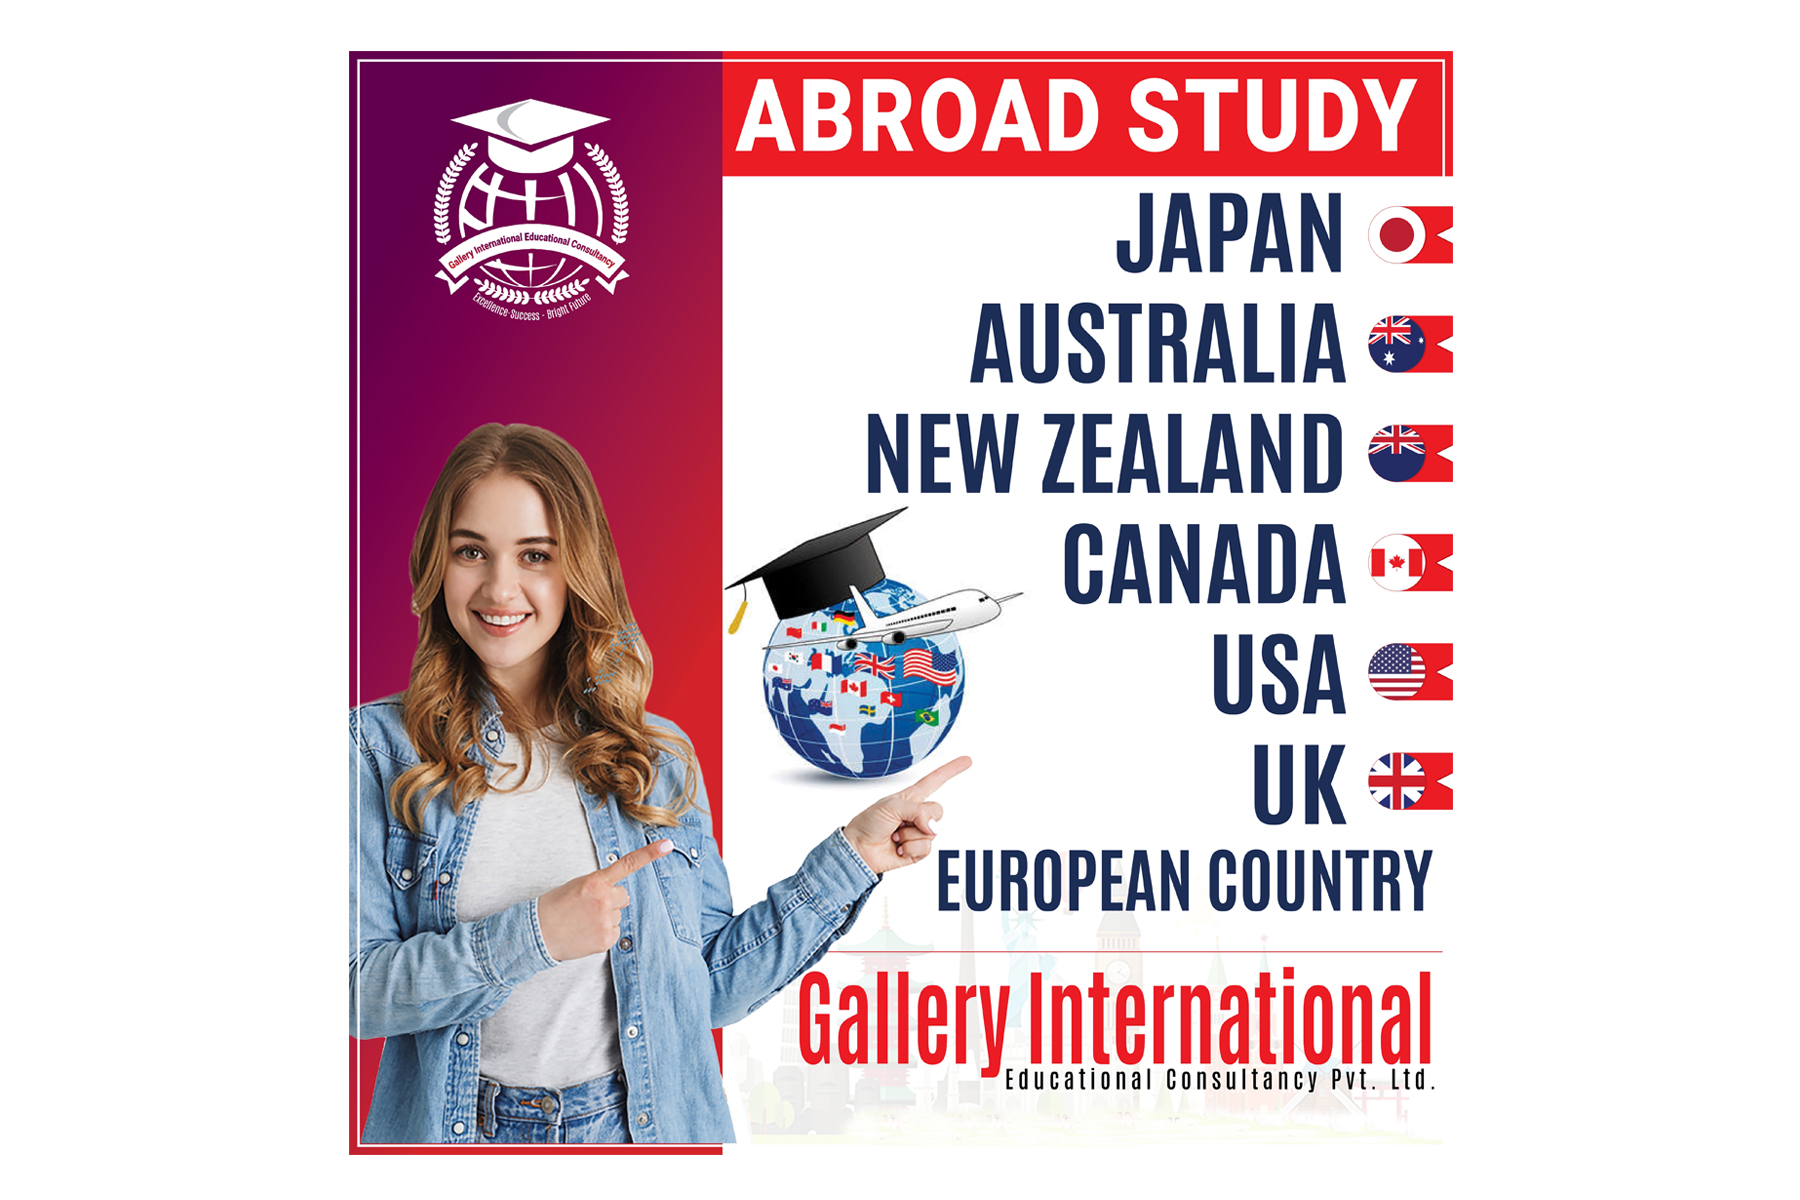 Gallery International Educational Consultancy
Excellence-Success - Bright Future
ABROAD STUDY
JAPAN
AUSTRALIA
NEW ZEALAND
CANADA
USA
UK
EUROPEAN COUNTRY
Gallery International
Educational Consultancy Pvt. Ltd.